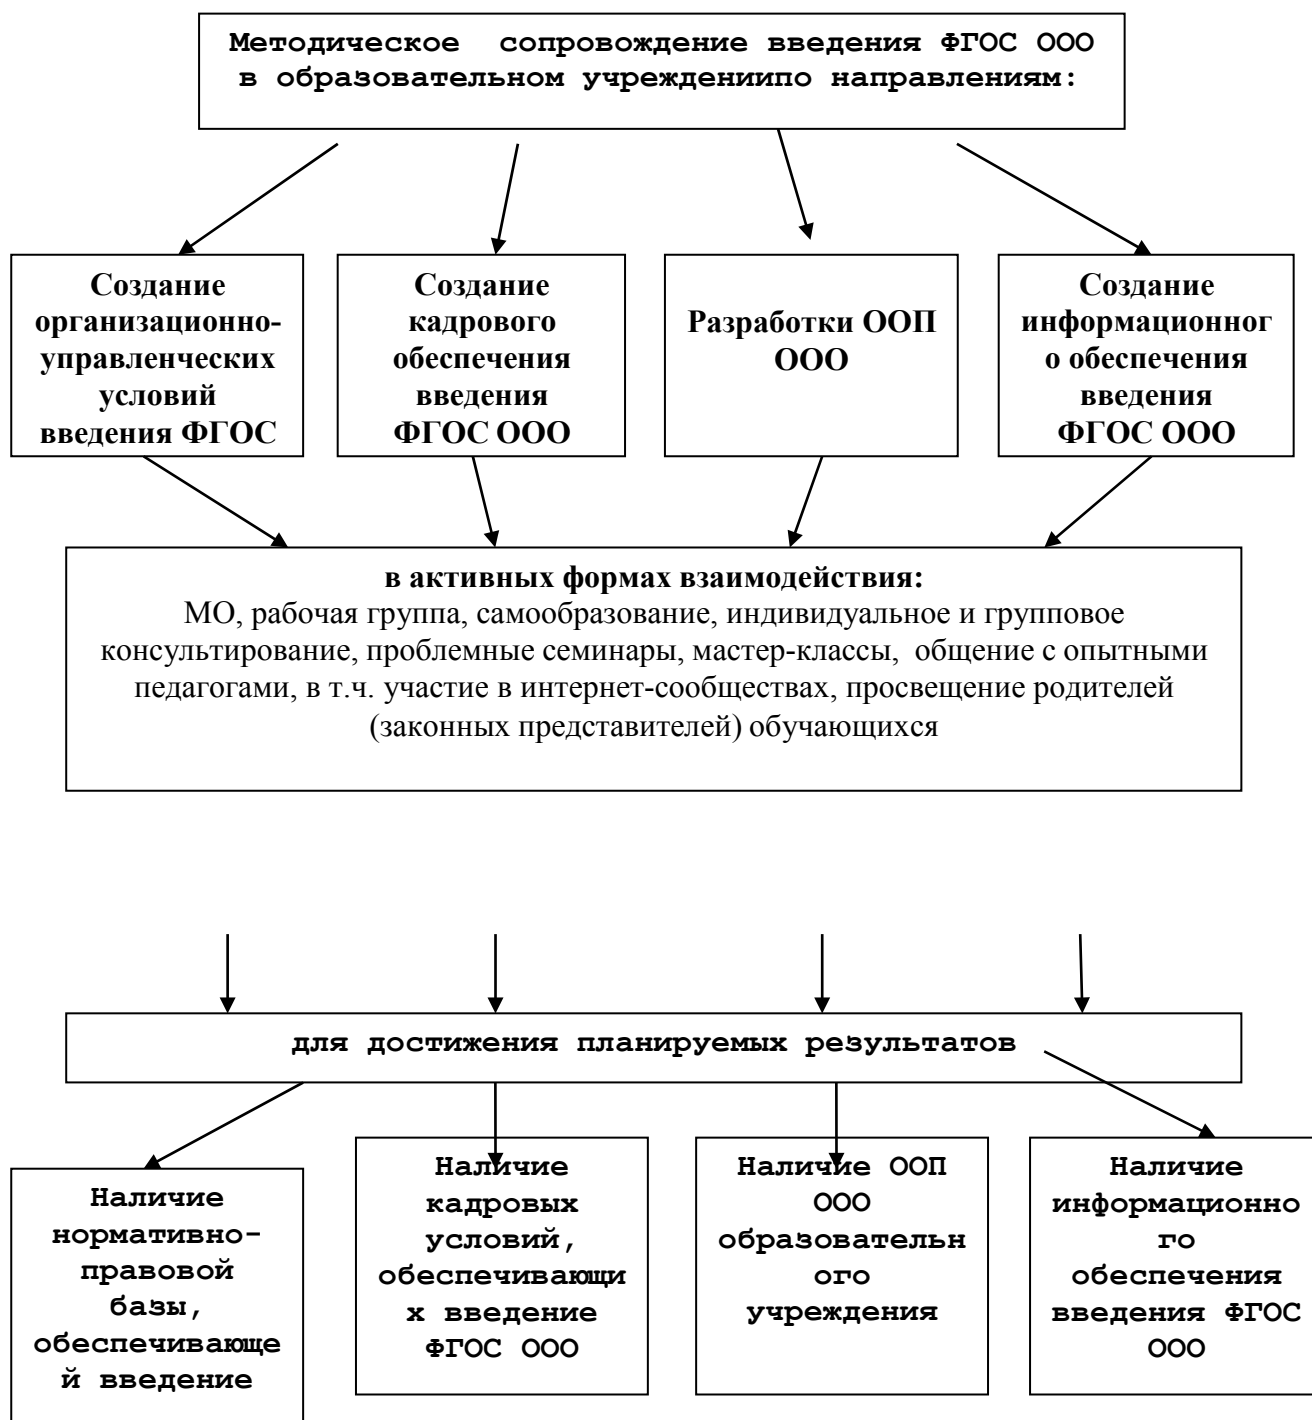 Методическое сопровождение введения ФГОС ООО
в образовательном учреждениипо направлениям:
Создание
организационно-
управленческих
условий
введения ФГОС
Создание
кадрового
обеспечения
введения
ФГОС ООО
Разработки ООП
ООО
Создание
информационног
о обеспечения
введения
ФГОС ООО
в активных формах взаимодействия:
МО, рабочая группа, самообразование, индивидуальное и групповое
консультирование, проблемные семинары, мастер-классы, общение с опытными
педагогами, в т.ч. участие в интернет-сообществах, просвещение родителей
(законных представителей) обучающихся
для достижения планируемых результатов
Наличие
нормативно-
правовой
базы,
обеспечивающе
й введение
Наличие
кадровых
условий,
обеспечивающи
х введение
ФГОС ООО
Наличие ООП
ООО
образовательн
ого
учреждения
Наличие
информационно
го
обеспечения
введения ФГОС
ООО